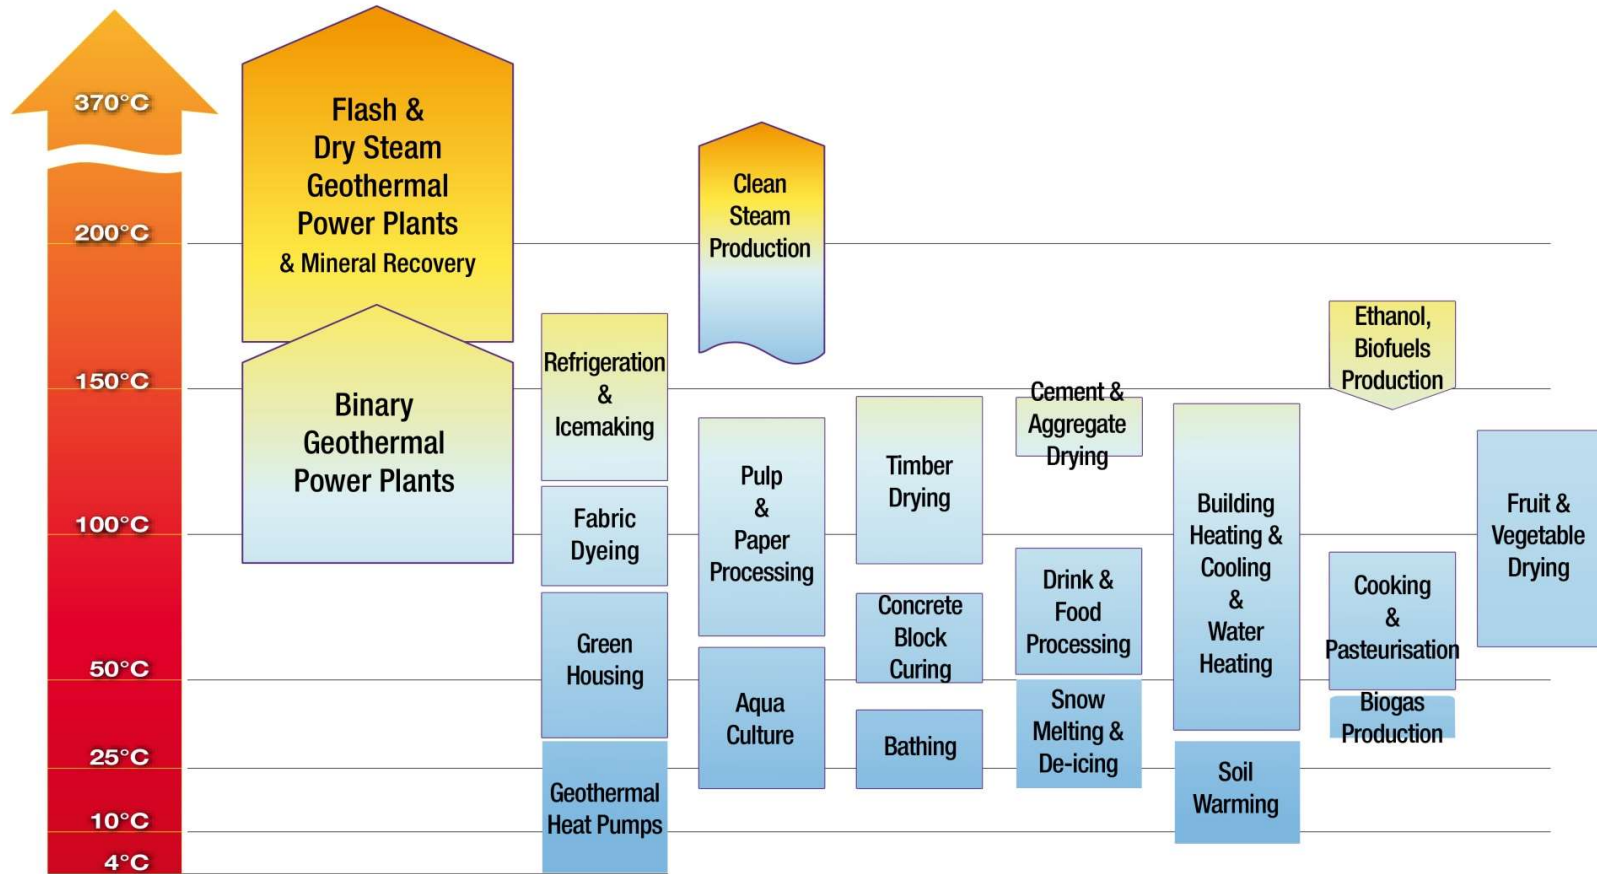 370°C
200°C
150°C
100°C
50°C
25°C
10°C
4°C
Flash &
Dry Steam
Geothermal
Power Plants
& Mineral Recovery
Binary
Geothermal
Power Plants
Refrigeration
&
Icemaking
Fabric
Dyeing
Green
Housing
Geothermal
Heat Pumps
Clean
Steam
Production
Pulp
&
Paper
Processing
Aqua
Culture
Timber
Drying
Concrete
Block
Curing
Bathing
Cement &
Aggregate
Drying
Drink &
Food
Processing
Snow
Melting &
De-icing
Building
Heating &
Cooling
&
Water
Heating
Soil
Warming
Ethanol,
Biofuels
Production
Cooking
&
Pasteurisation
Biogas
Production
Fruit &
Vegetable
Drying